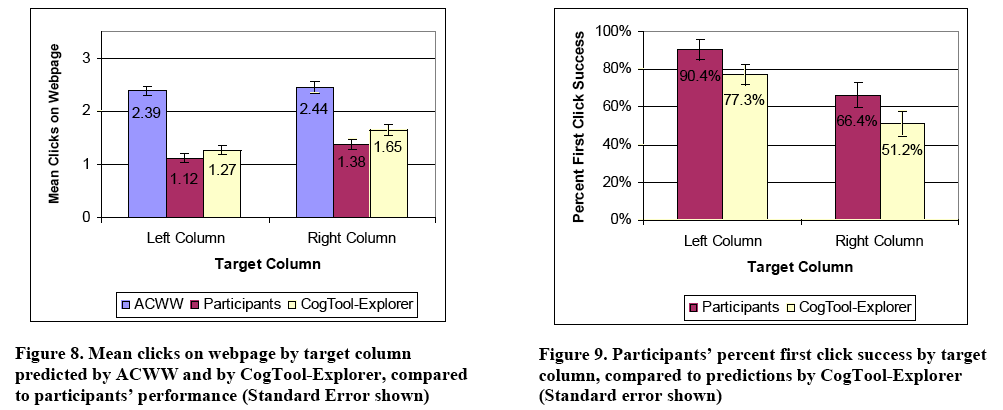 Mean Clicks on Webpage
3
2
1
0
2.39
1.12
1.27
2.44
1.38
1.65
Left Column
Right Column
Target Column
ACWW
Participants
CogTool-Explorer
Figure 8. Mean clicks on webpage by target column
predicted by ACWW and by CogTool-Explorer, compared
to participants’ performance (Standard Error shown)
Percent First Click Success
100%
80%
60%
40%
20%
0%
90.4%
77.3%
66.4%
51.2%
Left Column
Right Column
Target Column
Participants
CogTool-Explorer
Figure 9. Participants’ percent first click success by target
column, compared to predictions by CogTool-Explorer
(Standard error shown)